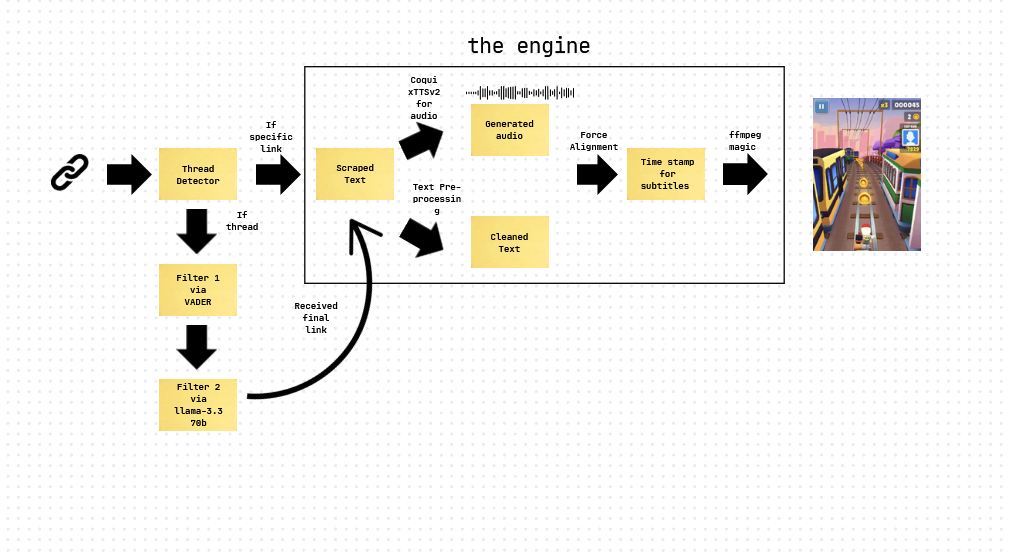 the engine
Coqui
xTTSv2
for
audio
If
specific
link
Generated
audio
Force
Alignment
ffmpeg
magic
Thread
Detector
Scraped
Text
Time stamp
for
subtitles
Text Pre-
processin
g
If
thread
Cleaned
Text
Filter 1
via
VADER
Received
final
link
Filter 2
via
llama-3.3
70b
x3
000045
2